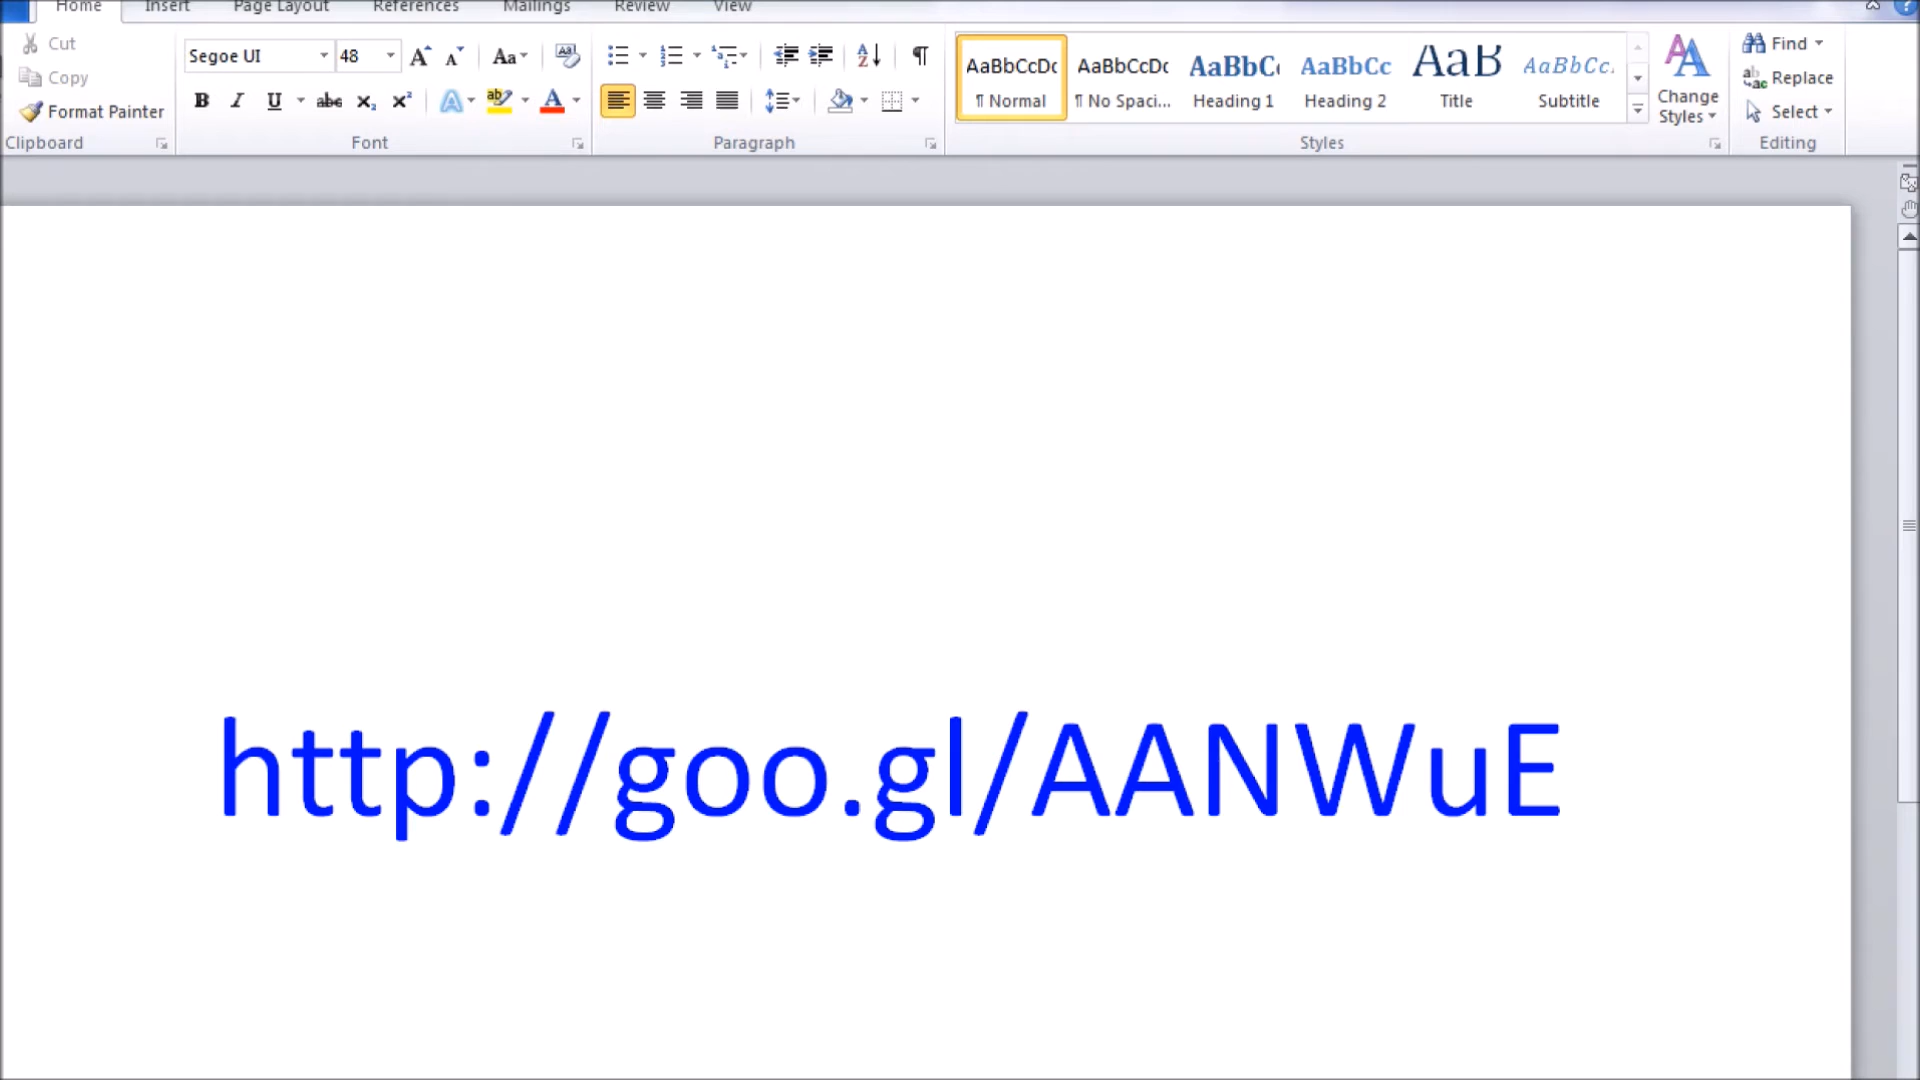 Home Insert Page Layout References Mailings Review View
Cut
Copy
Format Painter
Clipboard
Segoe UI 48
Font
Paragraph
AaBbCcDc AaBbCcDc AaBbC AaBbCc AaB AaBbCc.
¶ Normal ¶ No Spaci... Heading 1 Heading 2 Title Subtitle
Styles
Change
Styles
Find
Replace
Select
Editing
http://goo.gl/AANWuE